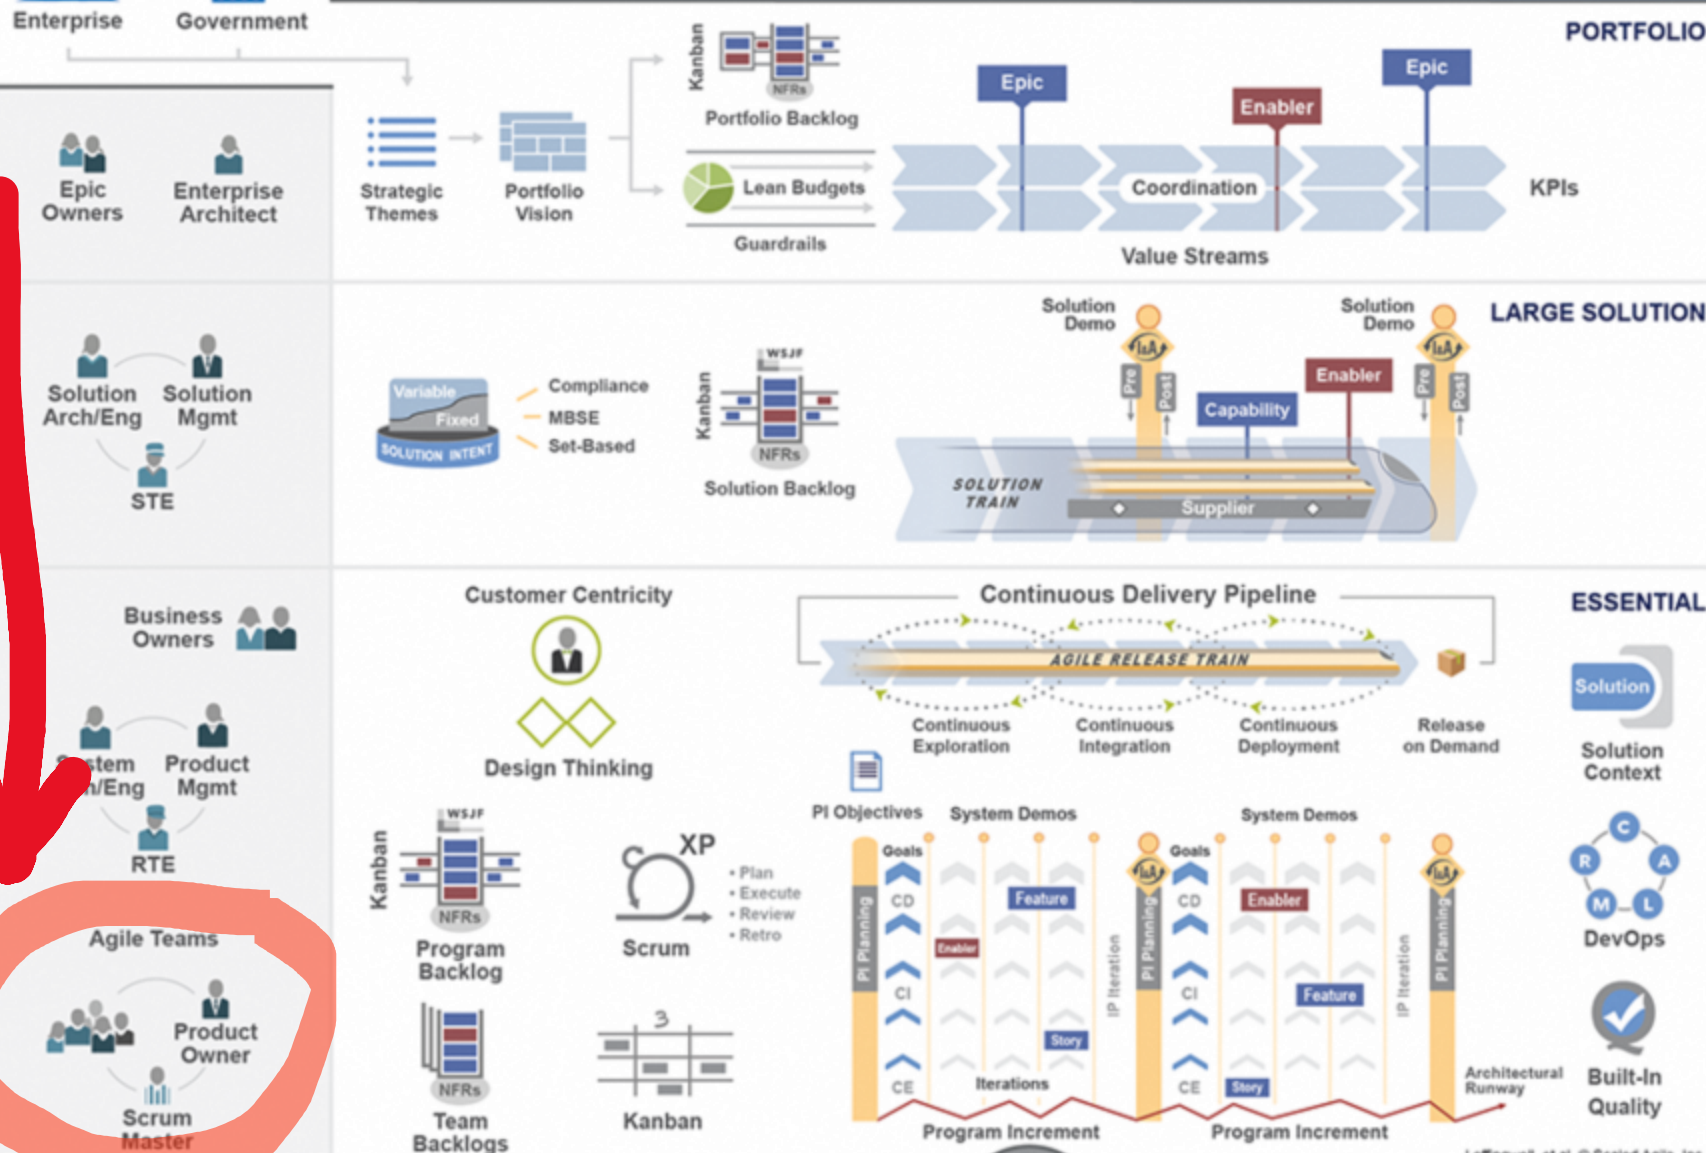 Enterprise
Government
PORTFOLIO
Epic
Owners
Enterprise
Architect
Strategic
Themes
Portfolio
Vision
Kanban
NFRs
Portfolio Backlog
Lean Budgets
Guardrails
Epic
Enabler
Epic
Coordination
KPIs
Value Streams
LARGE SOLUTION
Solution
Arch/Eng
Solution
Mgmt
STE
Variable
Fixed
SOLUTION INTENT
Compliance
MBSE
Set-Based
Kanban
WSJF
NFRs
Solution Backlog
Solution
Demo
Solution
Demo
I&A
I&A
Pre
Post
Pre
Post
Capability
Enabler
SOLUTION
TRAIN
Supplier
ESSENTIAL
Business
Owners
Product
Mgmt
RTE
Customer Centricity
Design Thinking
Continuous Delivery Pipeline
AGILE RELEASE TRAIN
Continuous
Exploration
Continuous
Integration
Continuous
Deployment
Release
on Demand
Solution
Solution
Context
Kanban
WSJF
NFRs
Program
Backlog
XP
• Plan
• Execute
• Review
• Retro
Scrum
PI Objectives
System Demos
System Demos
Goals
Goals
I&A
I&A
PI Planning
CD
CI
CE
Feature
Enabler
Story
Iterations
IP Iteration
PI Planning
CD
CI
CE
Enabler
Feature
Story
IP Iteration
PI Planning
Architectural
Runway
Program Increment
Program Increment
C
R
A
M
L
DevOps
Built-In
Quality
Agile Teams
Product
Owner
Scrum
Master
NFRs
Team
Backlogs
3
Kanban